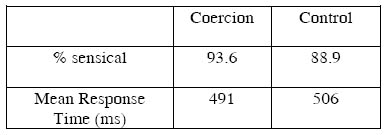 Coercion Control
% sensical 93.6 88.9
Mean Response
Time (ms) 491 506